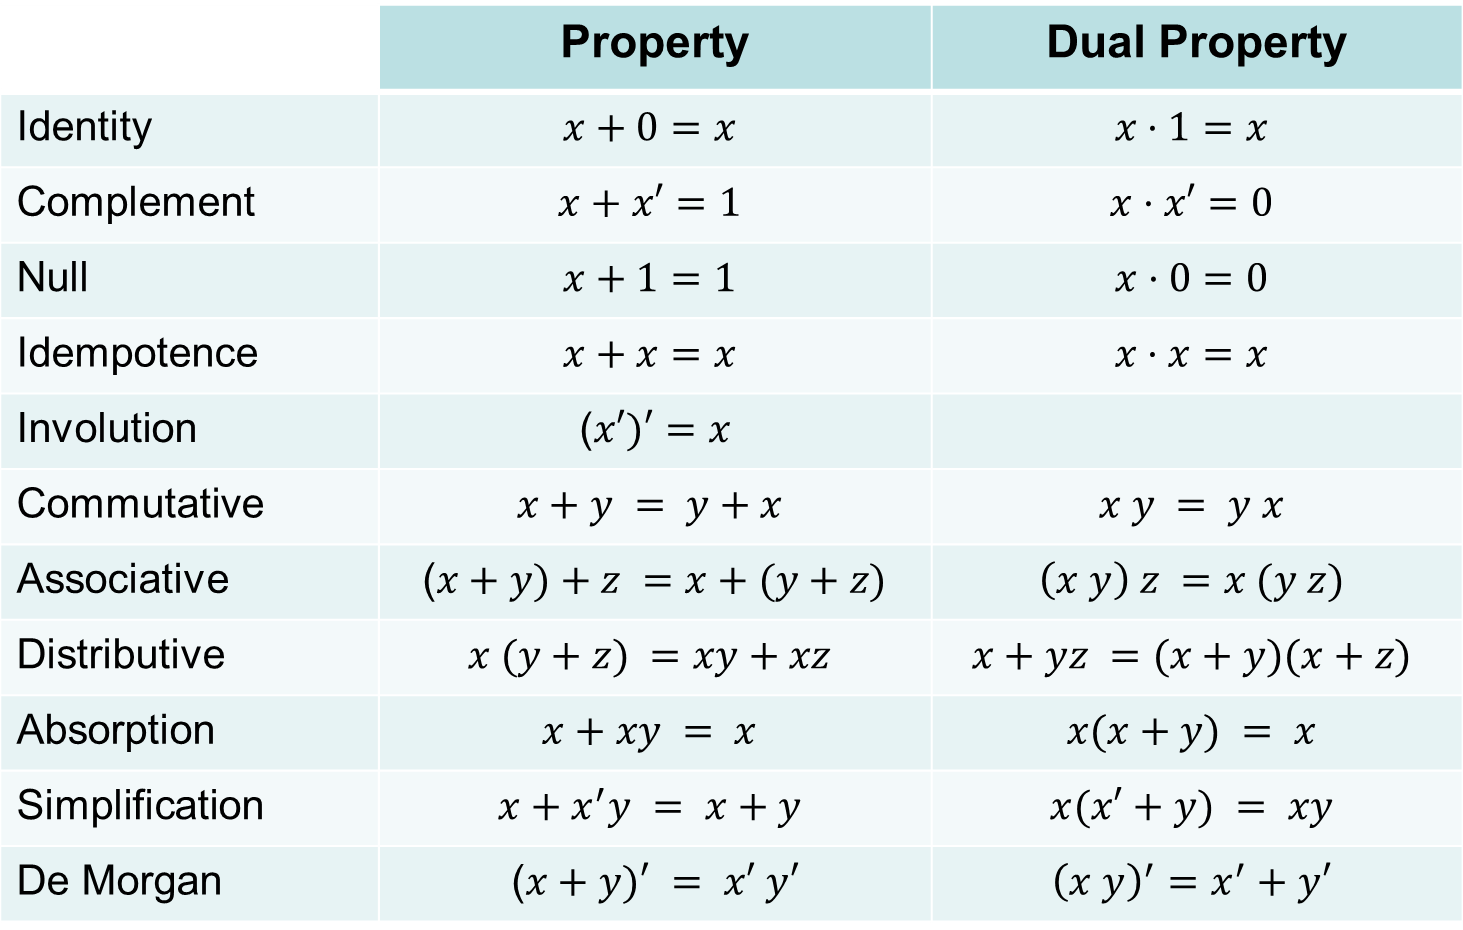 Property Dual Property
Identity x + 0 = x x · 1 = x
Complement x + x′ = 1 x · x′ = 0
Null x + 1 = 1 x · 0 = 0
Idempotence x + x = x x · x = x
Involution (x′)′ = x
Commutative x + y = y + x x y = y x
Associative (x + y) + z = x + (y + z) (x y) z = x (y z)
Distributive x (y + z) = xy + xz x + yz = (x + y)(x + z)
Absorption x + xy = x x(x + y) = x
Simplification x + x′y = x + y x(x′ + y) = xy
De Morgan (x + y)′ = x′ y′ (x y)′ = x′ + y′